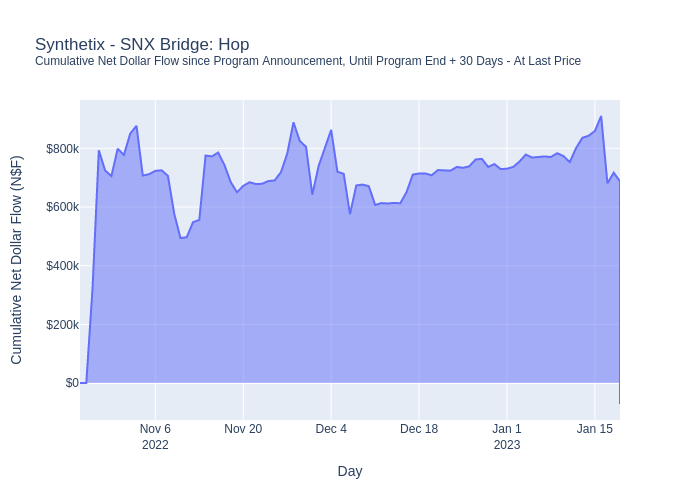 Synthetix - SNX Bridge: Hop
Cumulative Net Dollar Flow since Program Announcement, Until Program End + 30 Days - At Last Price
Cumulative Net Dollar Flow (N$F)
$800k
$600k
$400k
$200k
$0
Nov 6
2022
Nov 20
Dec 4
Dec 18
Jan 1
2023
Jan 15
Day